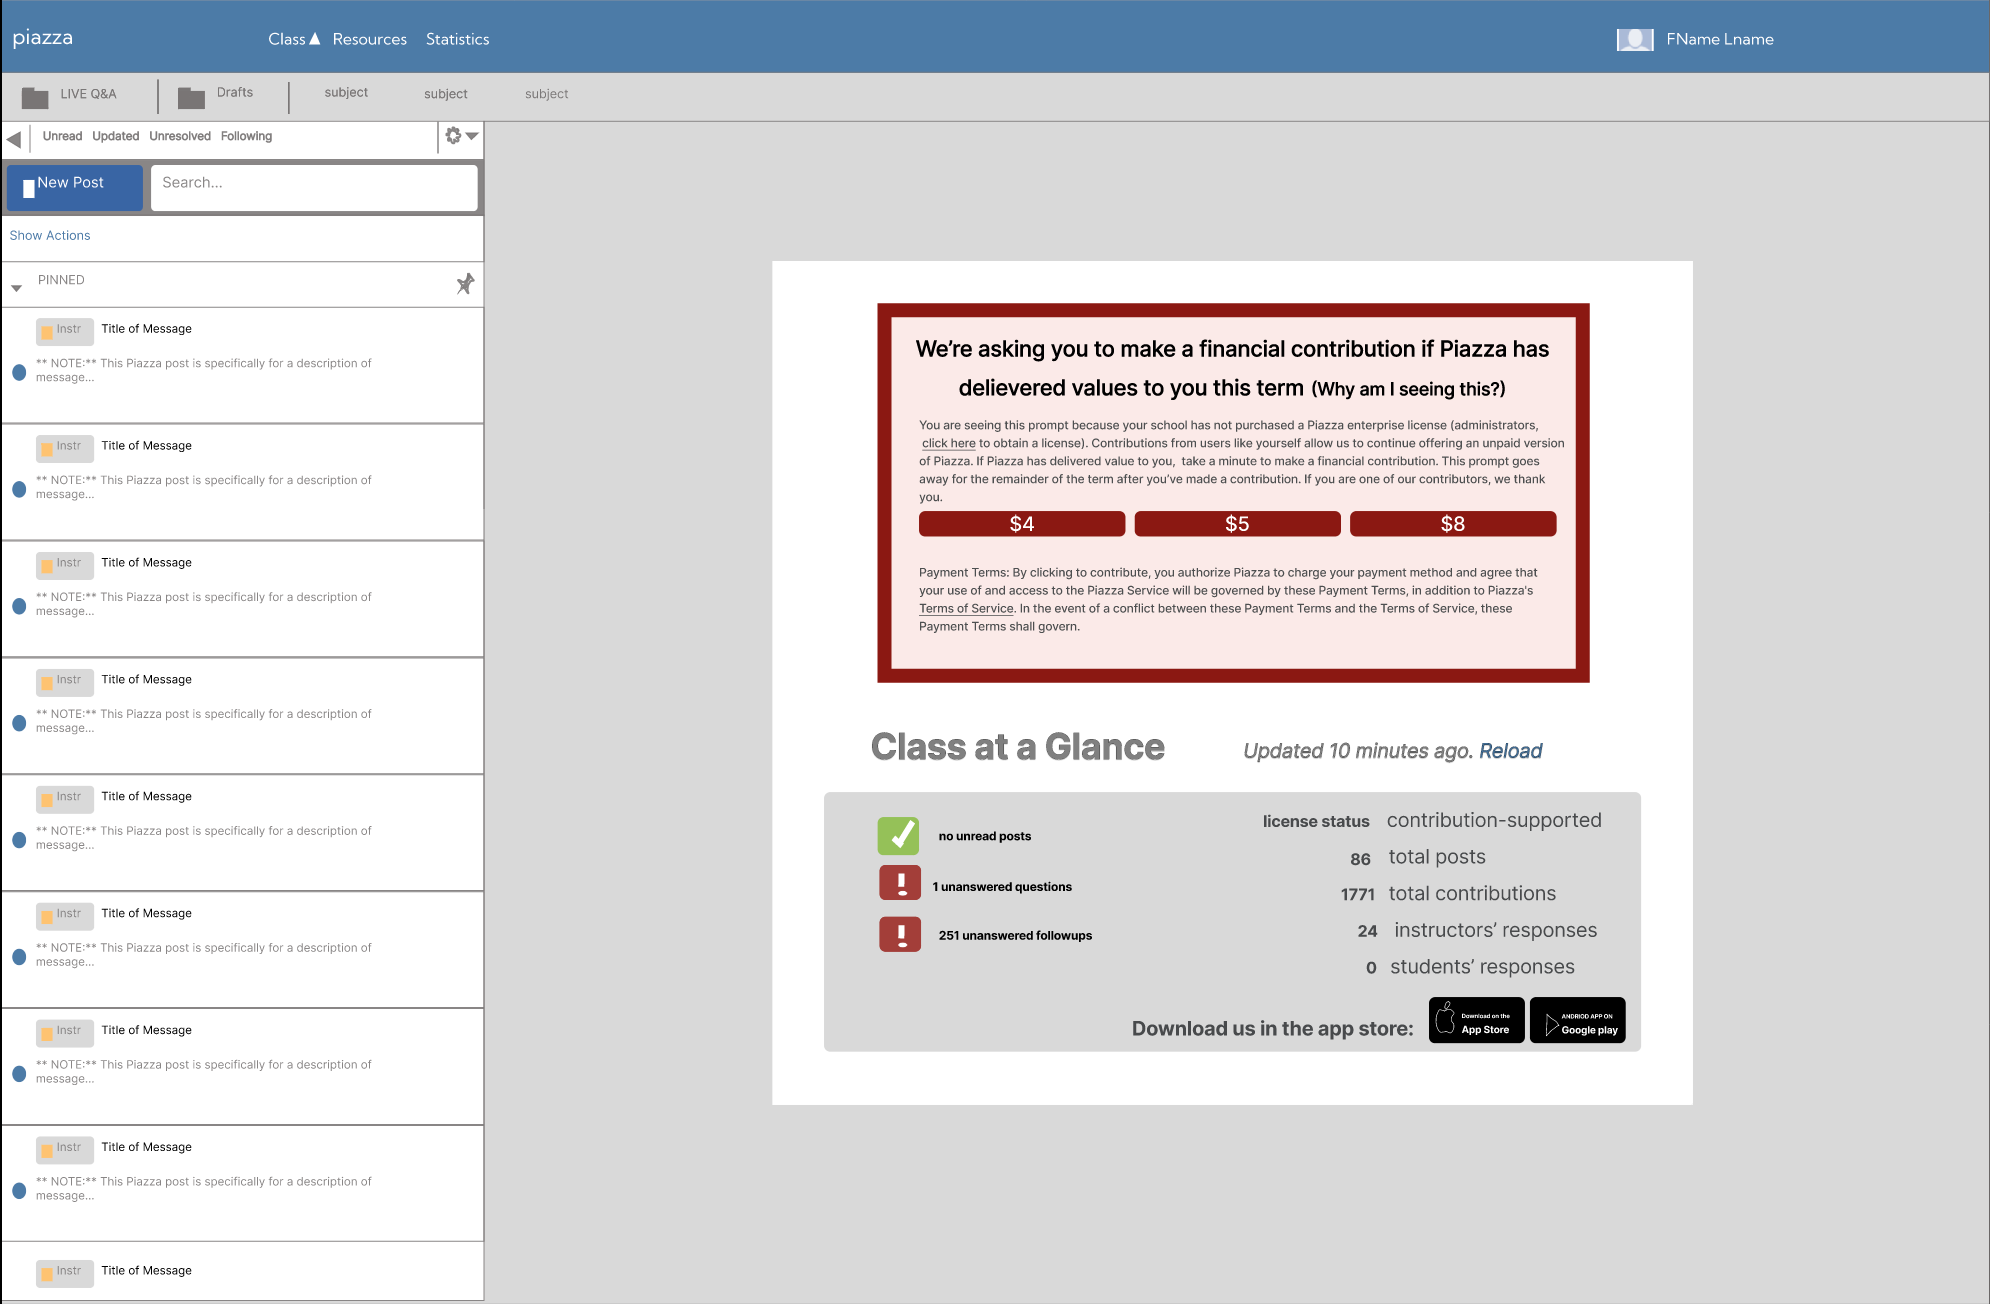 piazza
Class Resources Statistics
FName Lname
LIVE Q&A Drafts subject subject subject
Unread Updated Unresolved Following
New Post Search...
Show Actions
PINNED
Instr Title of Message
** NOTE:** This Piazza post is specifically for a description of
message...
Instr Title of Message
** NOTE:** This Piazza post is specifically for a description of
message...
Instr Title of Message
** NOTE:** This Piazza post is specifically for a description of
message...
Instr Title of Message
** NOTE:** This Piazza post is specifically for a description of
message...
Instr Title of Message
** NOTE:** This Piazza post is specifically for a description of
message...
Instr Title of Message
** NOTE:** This Piazza post is specifically for a description of
message...
Instr Title of Message
** NOTE:** This Piazza post is specifically for a description of
message...
Instr Title of Message
** NOTE:** This Piazza post is specifically for a description of
message...
Instr Title of Message
We're asking you to make a financial contribution if Piazza has
delievered values to you this term (Why am I seeing this?)
You are seeing this prompt because your school has not purchased a Piazza enterprise license (administrators,
click here to obtain a license). Contributions from users like yourself allow us to continue offering an unpaid version
of Piazza. If Piazza has delivered value to you, take a minute to make a financial contribution. This prompt goes
away for the remainder of the term after you've made a contribution. If you are one of our contributors, we thank
you.
$4 $5 $8
Payment Terms: By clicking to contribute, you authorize Piazza to charge your payment method and agree that
your use of and access to the Piazza Service will be governed by these Payment Terms, in addition to Piazza's
Terms of Service. In the event of a conflict between these Payment Terms and the Terms of Service, these
Payment Terms shall govern.
Class at a Glance
Updated 10 minutes ago. Reload
no unread posts
1 unanswered questions
251 unanswered followups
license status contribution-supported
86 total posts
1771 total contributions
24 instructors' responses
0 students' responses
Download us in the app store:
Download on the
App Store
ANDRIOD APP ON
Google play